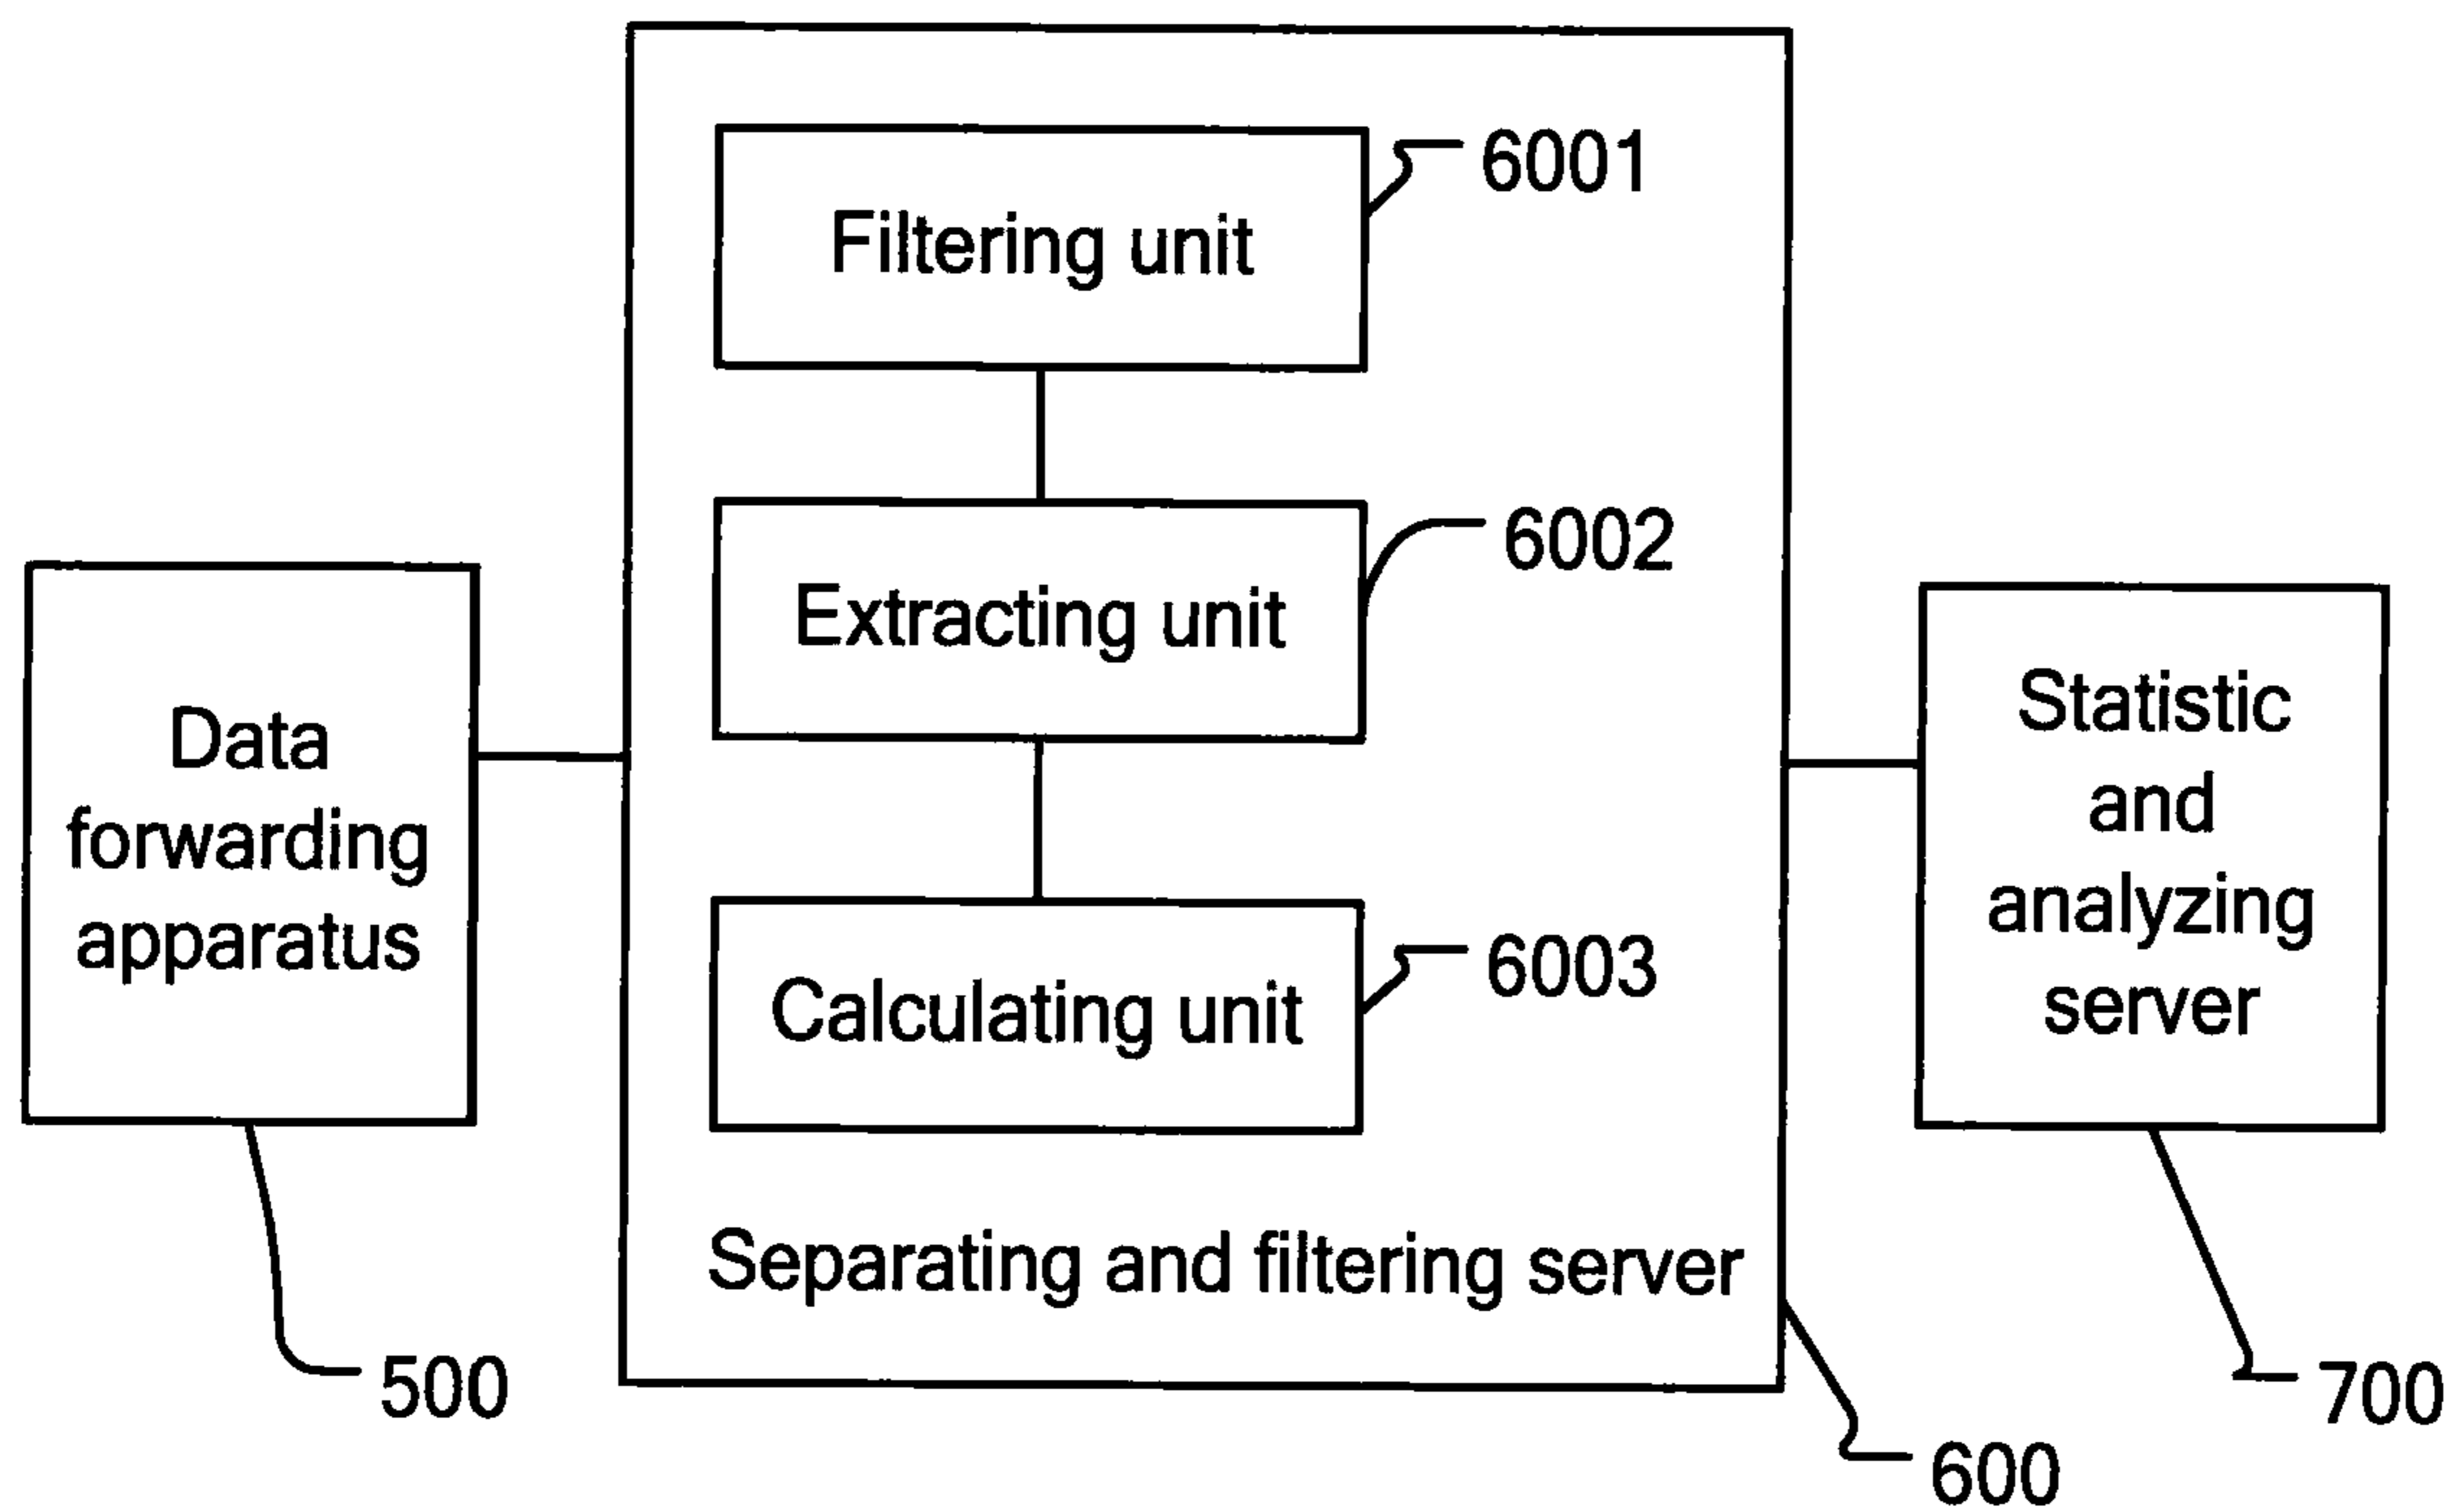 6001
Filtering unit
6002
Extracting unit
Data
forwarding
apparatus
Statistic
and
analyzing
server
6003
Calculating unit
Separating and filtering server
500
700
600